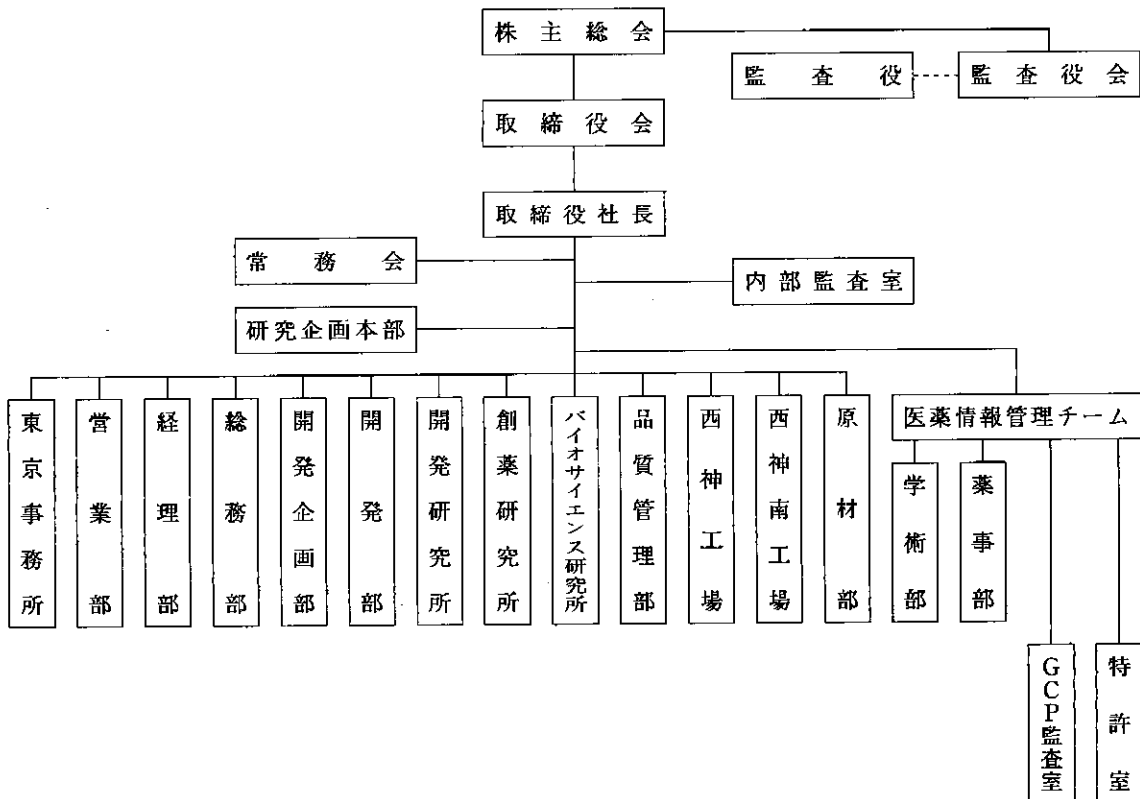 株主総会
監査役
監査役会
取締役会
取締役社長
常務会
内部監査室
研究企画本部
東京事務所
営業部
経理部
総務部
開発企画部
開発部
開発研究所
創薬研究所
バイオサイエンス研究所
品質管理部
西神工場
西神南工場
原材部
医薬情報管理チーム
学術部
薬事部
GCP監査室
特許室